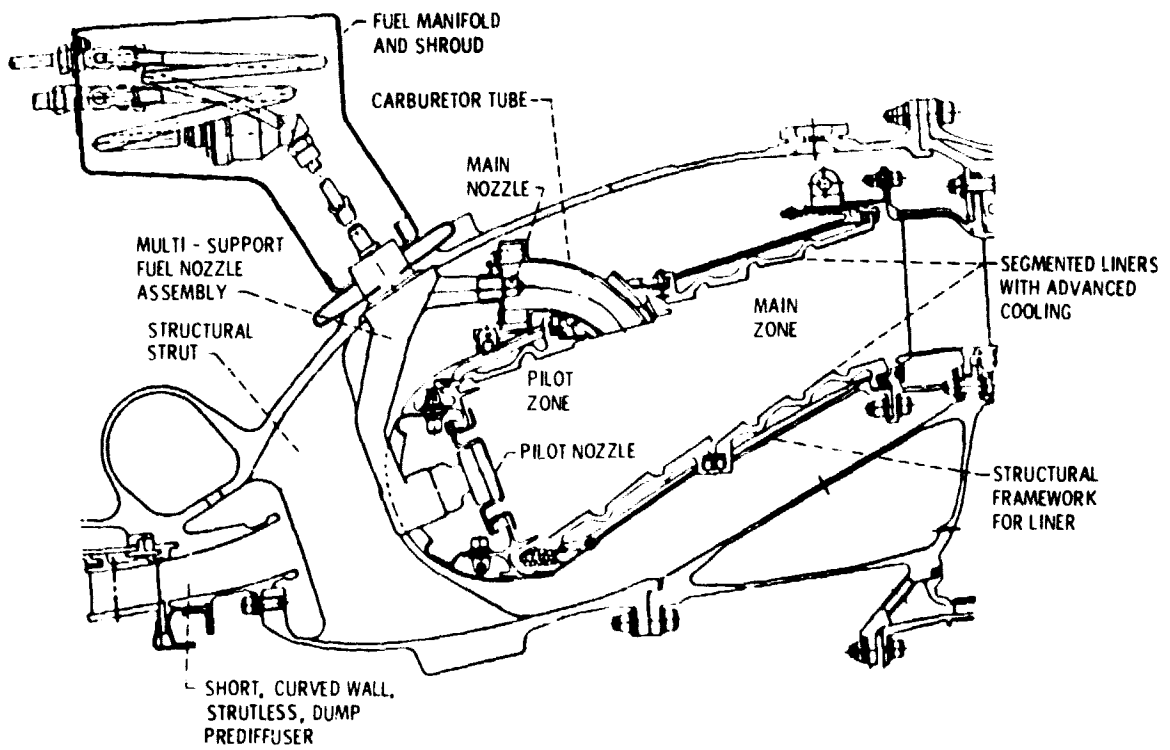 FUEL MANIFOLD
AND SHROUD
CARBURETOR TUBE
MAIN
NOZZLE
MULTI - SUPPORT
FUEL NOZZLE
ASSEMBLY
STRUCTURAL
STRUT
SEGMENTED LINERS
WITH ADVANCED
COOLING
MAIN
ZONE
PILOT
ZONE
PILOT NOZZLE
STRUCTURAL
FRAMEWORK
FOR LINER
SHORT, CURVED WALL,
STRUTLESS, DUMP
PREDIFFUSER